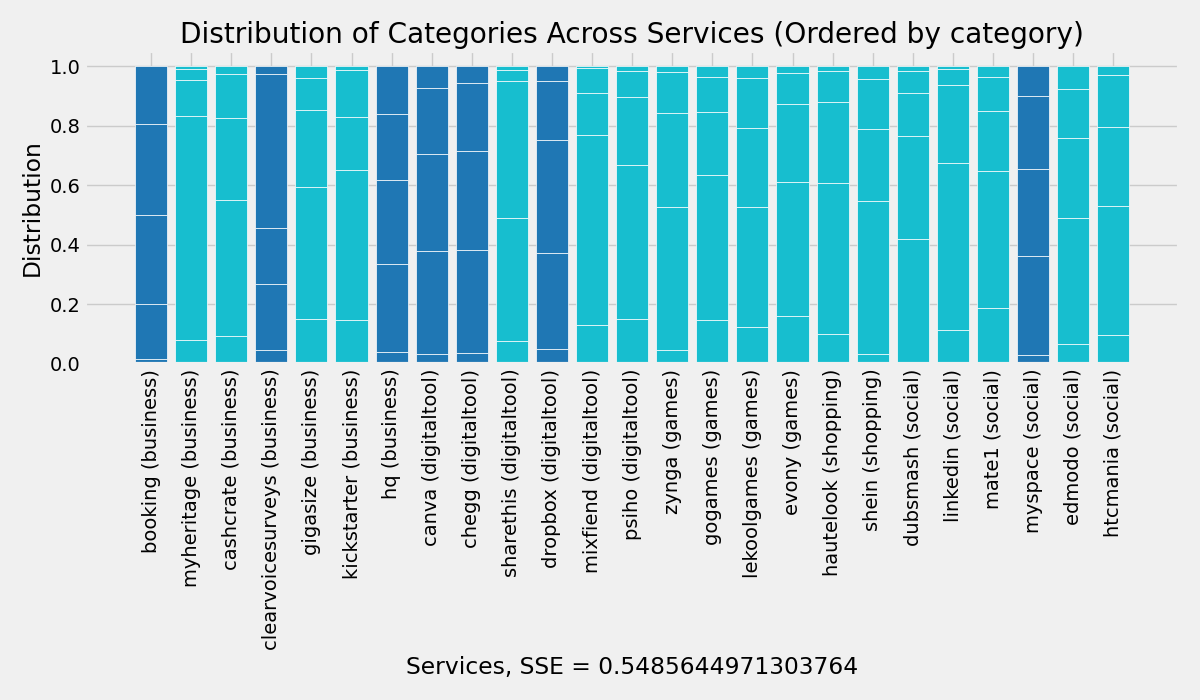 Distribution of Categories Across Services (Ordered by category)
Distribution
1.0
0.8
0.6
0.4
0.2
0.0
booking (business)
myheritage (business)
cashcrate (business)
clearvoicesurveys (business)
gigasize (business)
kickstarter (business)
hq (business)
canva (digitaltool)
chegg (digitaltool)
sharethis (digitaltool)
dropbox (digitaltool)
mixfiend (digitaltool)
psiho (digitaltool)
zynga (games)
gogames (games)
lekoolgames (games)
evony (games)
hautelook (shopping)
shein (shopping)
dubsmash (social)
linkedin (social)
mate1 (social)
myspace (social)
edmodo (social)
htcmania (social)
Services, SSE = 0.5485644971303764